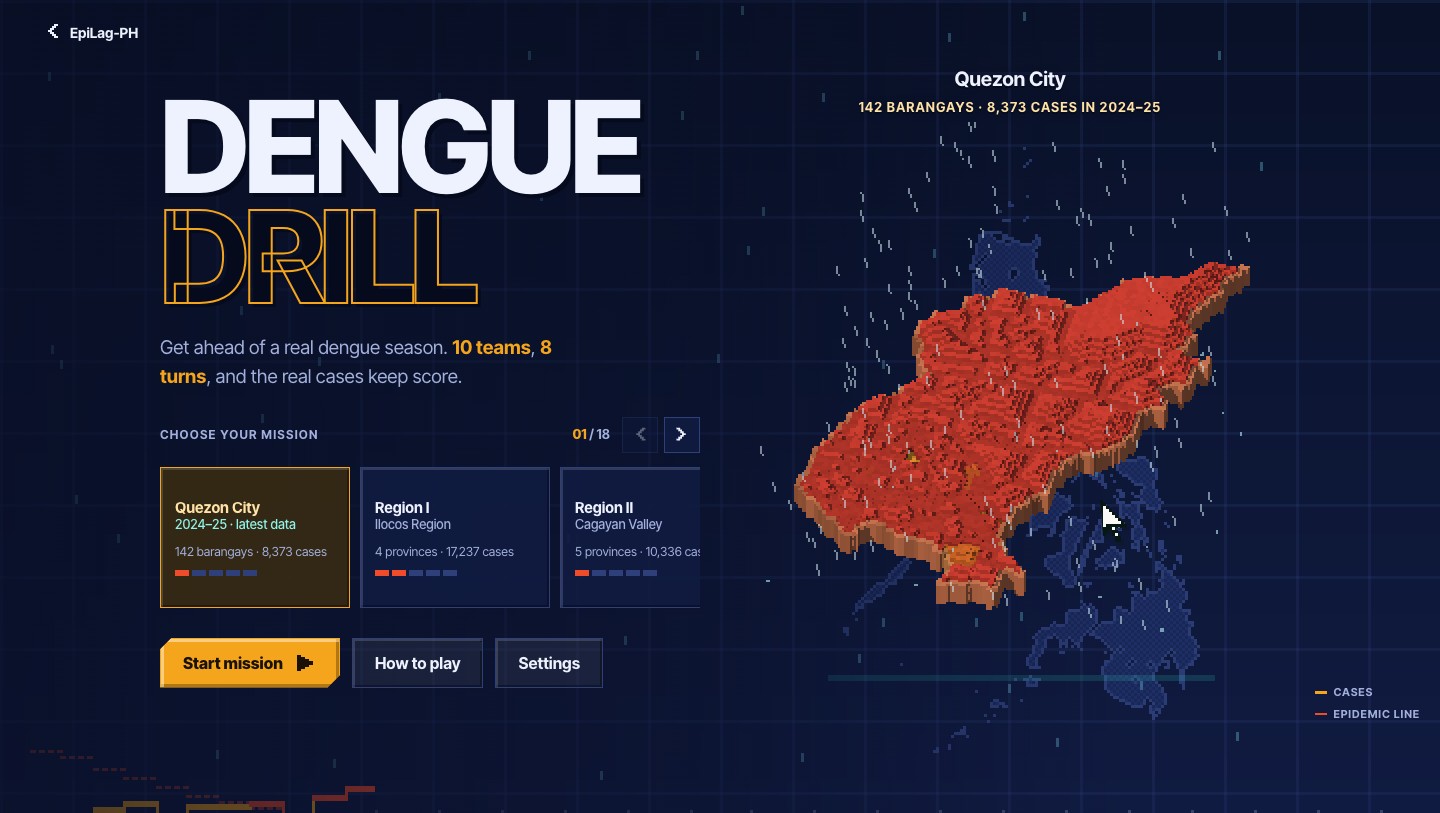 EpiLag-PH
DENGUE
DRILL
Get ahead of a real dengue season. 10 teams, 8
turns, and the real cases keep score.
CHOOSE YOUR MISSION
01 / 18
Quezon City
2024–25 · latest data
142 barangays · 8,373 cases
Region I
Ilocos Region
4 provinces · 17,237 cases
Region II
Cagayan Valley
5 provinces · 10,336 cas
Start mission
How to play
Settings
Quezon City
142 BARANGAYS · 8,373 CASES IN 2024–25
CASES
EPIDEMIC LINE